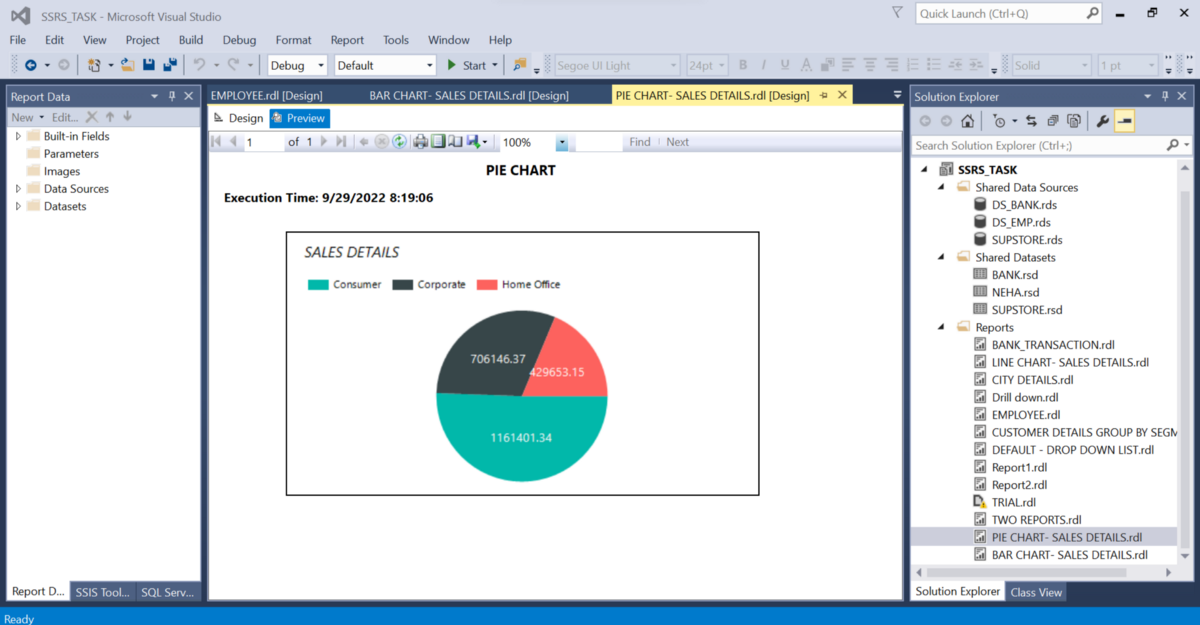 SSRS_TASK - Microsoft Visual Studio
Quick Launch (Ctrl+Q)
File Edit View Project Build Debug Format Report Tools Window Help
Debug Default Start Segoe UI Light 24pt B I U A Solid 1 pt
Report Data
New Edit...
Built-in Fields
Parameters
Images
Data Sources
Datasets
Report D... SSIS Tool... SQL Serv...
EMPLOYEE.rdl [Design] BAR CHART- SALES DETAILS.rdl [Design] PIE CHART- SALES DETAILS.rdl [Design]
Design Preview
1 of 1 100% Find Next
PIE CHART
Execution Time: 9/29/2022 8:19:06
SALES DETAILS
Consumer Corporate Home Office
706146.37
429653.15
1161401.34
Solution Explorer
Search Solution Explorer (Ctrl+;)
SSRS_TASK
Shared Data Sources
DS_BANK.rds
DS_EMP.rds
SUPSTORE.rds
Shared Datasets
BANK.rsd
NEHA.rsd
SUPSTORE.rsd
Reports
BANK_TRANSACTION.rdl
LINE CHART- SALES DETAILS.rdl
CITY DETAILS.rdl
Drill down.rdl
EMPLOYEE.rdl
CUSTOMER DETAILS GROUP BY SEGM
DEFAULT - DROP DOWN LIST.rdl
Report1.rdl
Report2.rdl
TRIAL.rdl
TWO REPORTS.rdl
PIE CHART- SALES DETAILS.rdl
BAR CHART- SALES DETAILS.rdl
Solution Explorer Class View
Ready